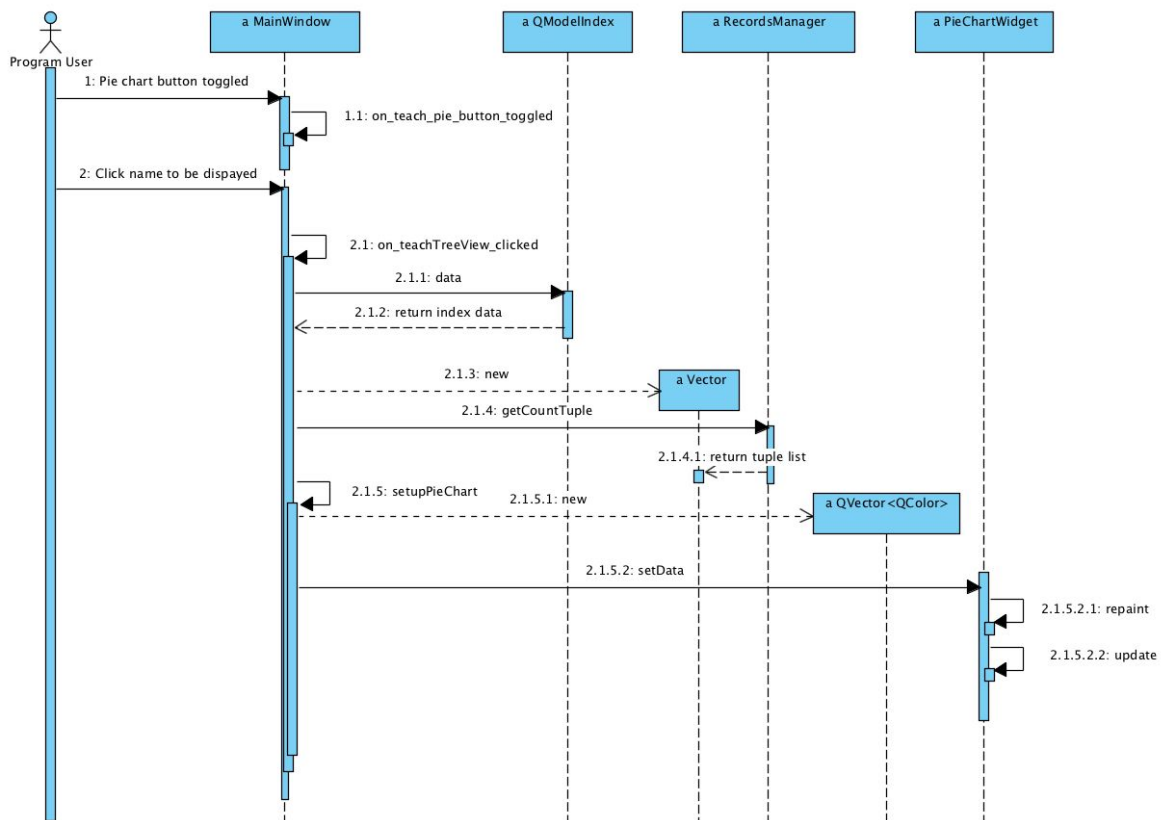 a MainWindow
a QModelIndex
a RecordsManager
a PieChartWidget
Program User
1: Pie chart button toggled
1.1: on_teach_pie_button_toggled
2: Click name to be dispayed
2.1: on_teachTreeView_clicked
2.1.1: data
2.1.2: return index data
2.1.3: new
a Vector
2.1.4: getCountTuple
2.1.4.1: return tuple list
2.1.5: setupPieChart
2.1.5.1: new
a QVector<QColor>
2.1.5.2: setData
2.1.5.2.1: repaint
2.1.5.2.2: update